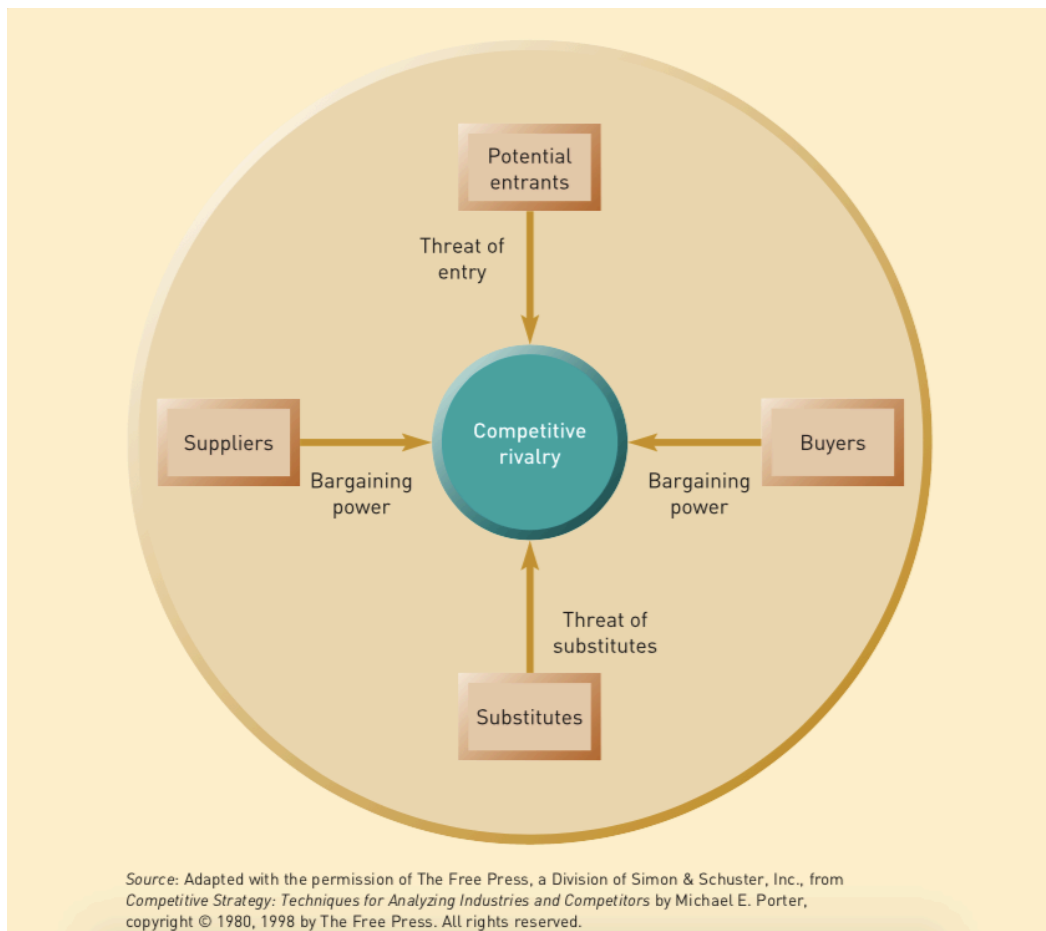 Potential
entrants
Threat of
entry
Suppliers
Bargaining
power
Competitive
rivalry
Buyers
Bargaining
power
Threat of
substitutes
Substitutes
Source: Adapted with the permission of The Free Press, a Division of Simon & Schuster, Inc., from
Competitive Strategy: Techniques for Analyzing Industries and Competitors by Michael E. Porter,
copyright © 1980, 1998 by The Free Press. All rights reserved.